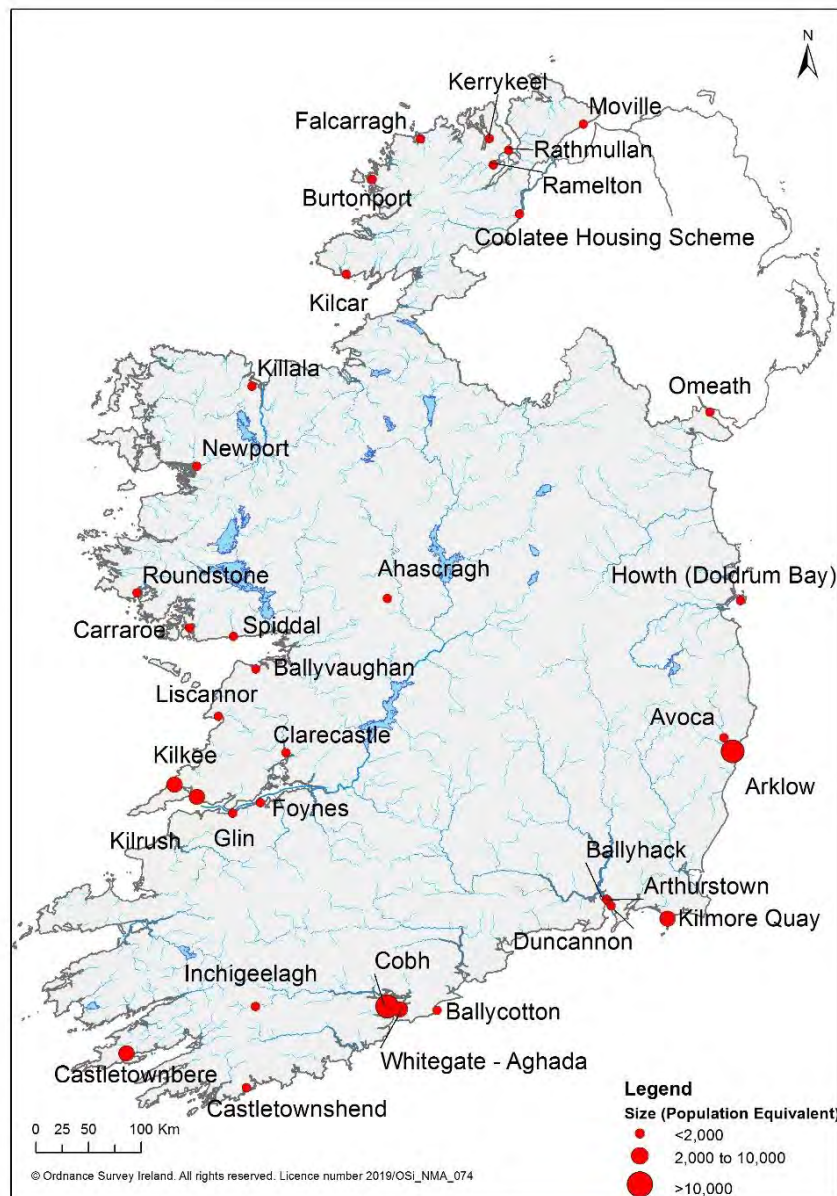 N
Kerrykeel
Moville
Falcarragh
Rathmullan
Ramelton
Burtonport
Coolatee Housing Scheme
Kilcar
Killala
Omeath
Newport
Roundstone
Ahascragh
Howth (Doldrum Bay)
Carraroe
Spiddal
Ballyvaughan
Liscannor
Avoca
Clarecastle
Kilkee
Arklow
Foynes
Kilrush
Glin
Ballyhack
Arthurstown
Kilmore Quay
Duncannon
Inchigeelagh
Cobh
Ballycotton
Whitegate - Aghada
Castletownbere
Castletownshend
Legend
Size (Population Equivalent)
<2,000
2,000 to 10,000
>10,000
0 25 50 100 Km
© Ordnance Survey Ireland. All rights reserved. Licence number 2019/OSi_NMA_074